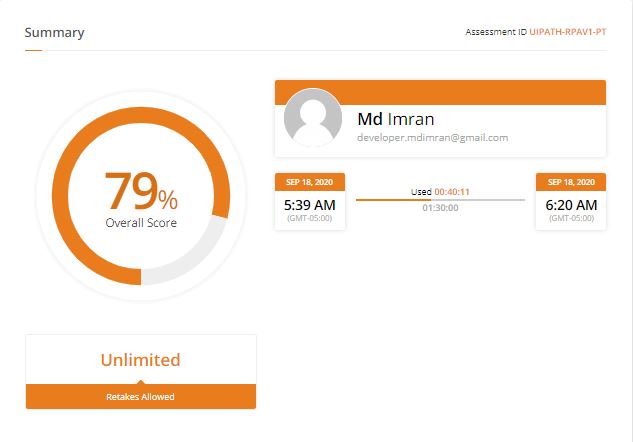 Summary
Assessment ID UIPATH-RPAV1-PT
79%
Overall Score
Md Imran
developer.mdimran@gmail.com
SEP 18, 2020
5:39 AM
(GMT-05:00)
Used 00:40:11
01:30:00
SEP 18, 2020
6:20 AM
(GMT-05:00)
Unlimited
Retakes Allowed